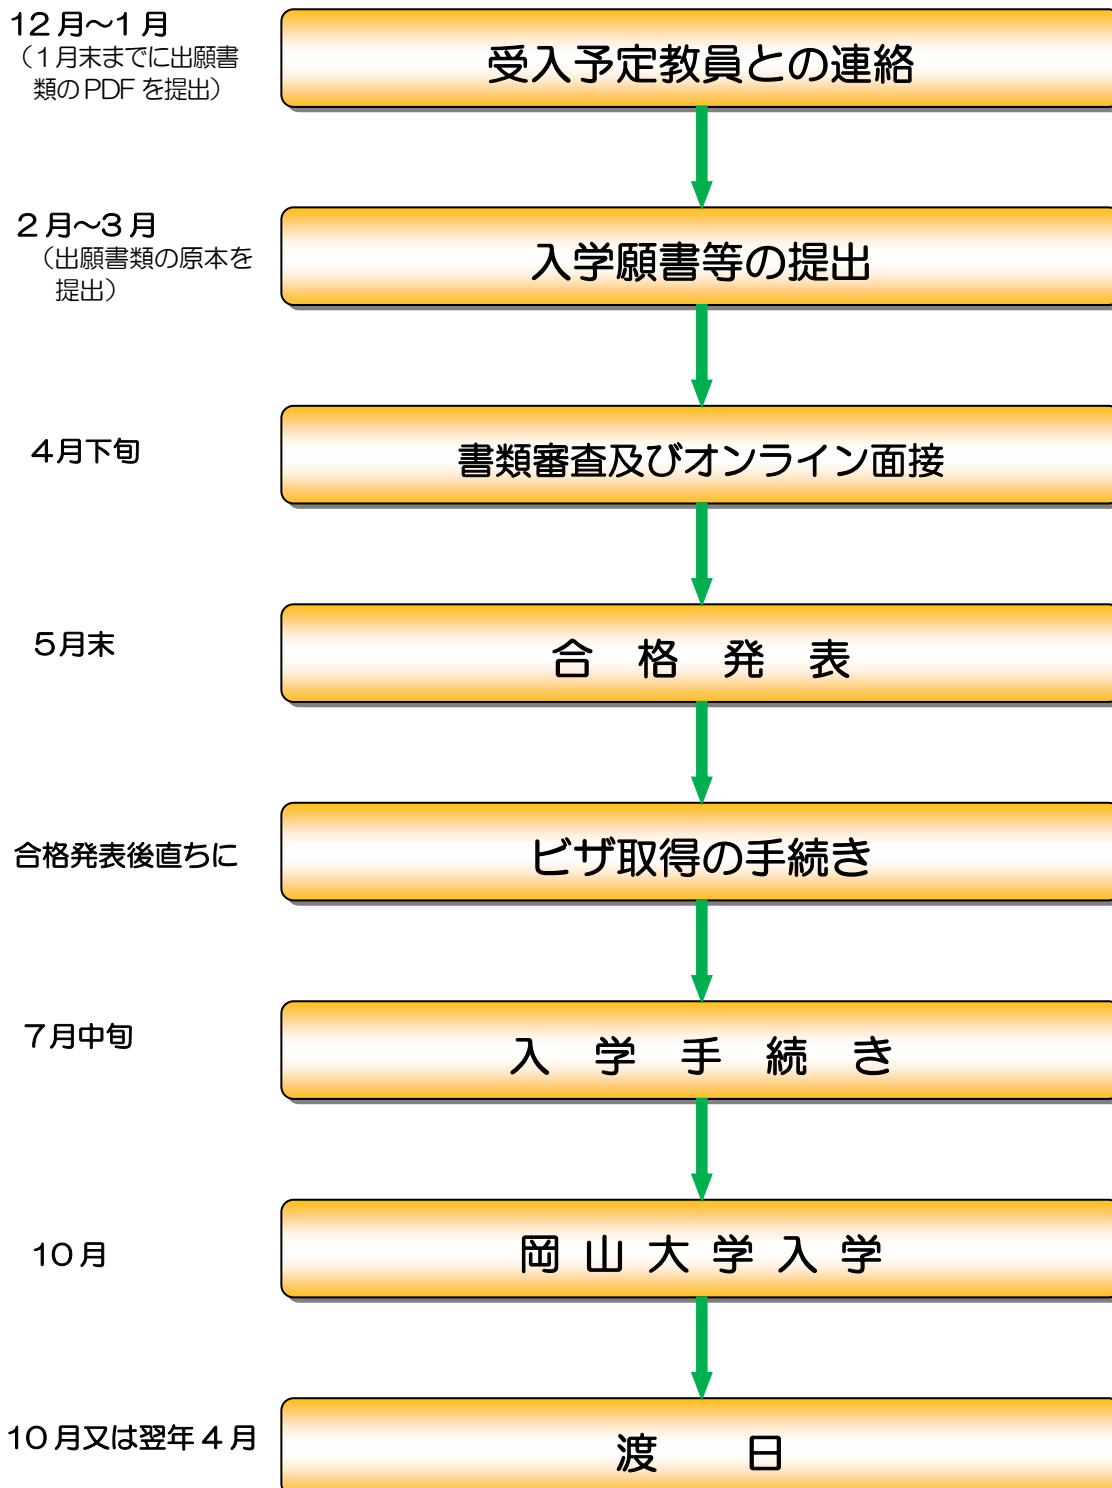 12月～1月
（1月末までに出願書
類のPDFを提出）
受入予定教員との連絡
2月～3月
（出願書類の原本を
提出）
入学願書等の提出
4月下旬
書類審査及びオンライン面接
5月末
合　格　発　表
合格発表後直ちに
ビザ取得の手続き
7月中旬
入　学　手　続　き
10月
岡 山 大 学 入 学
10月又は翌年4月
渡　　日